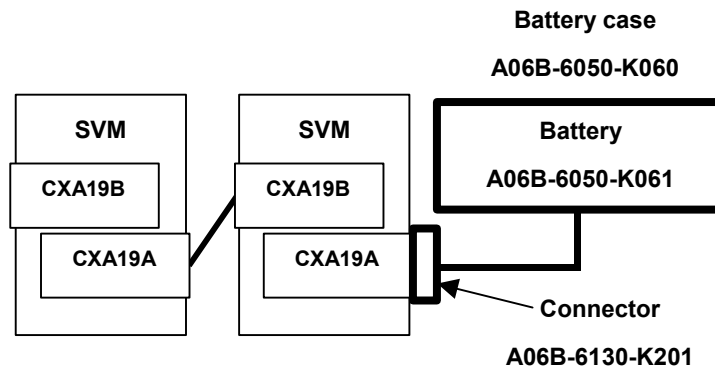 Battery case
A06B-6050-K060
SVM
CXA19B
CXA19A
SVM
CXA19B
CXA19A
Battery
A06B-6050-K061
Connector
A06B-6130-K201